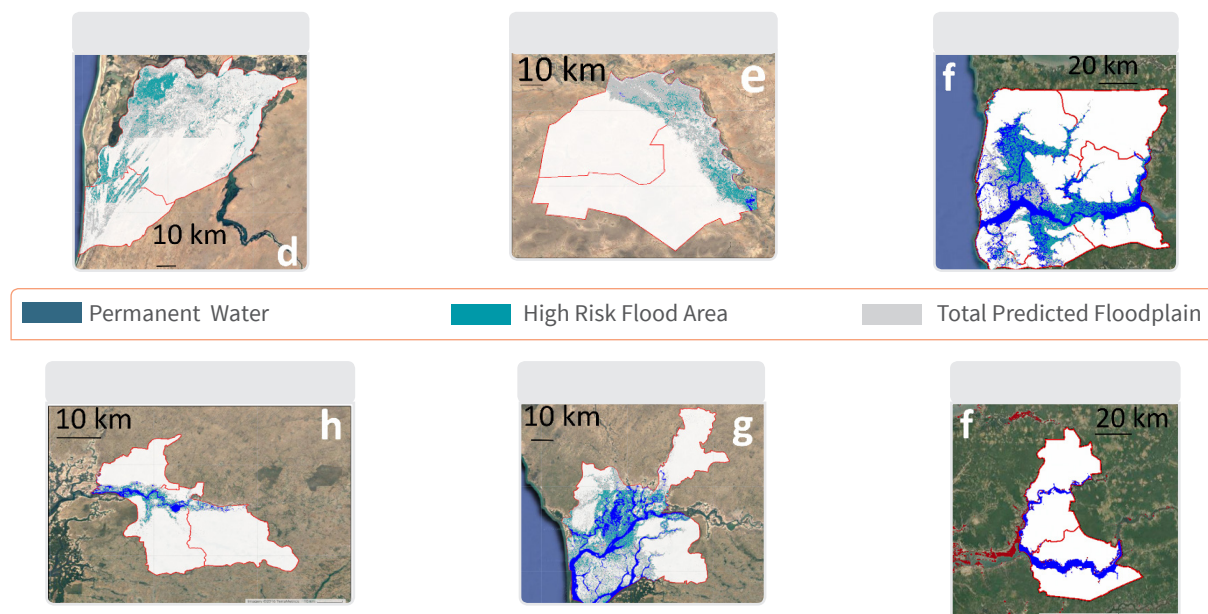 10 km
d
10 km
e
f
20 km
Permanent Water
High Risk Flood Area
Total Predicted Floodplain
10 km
h
10 km
g
f
20 km